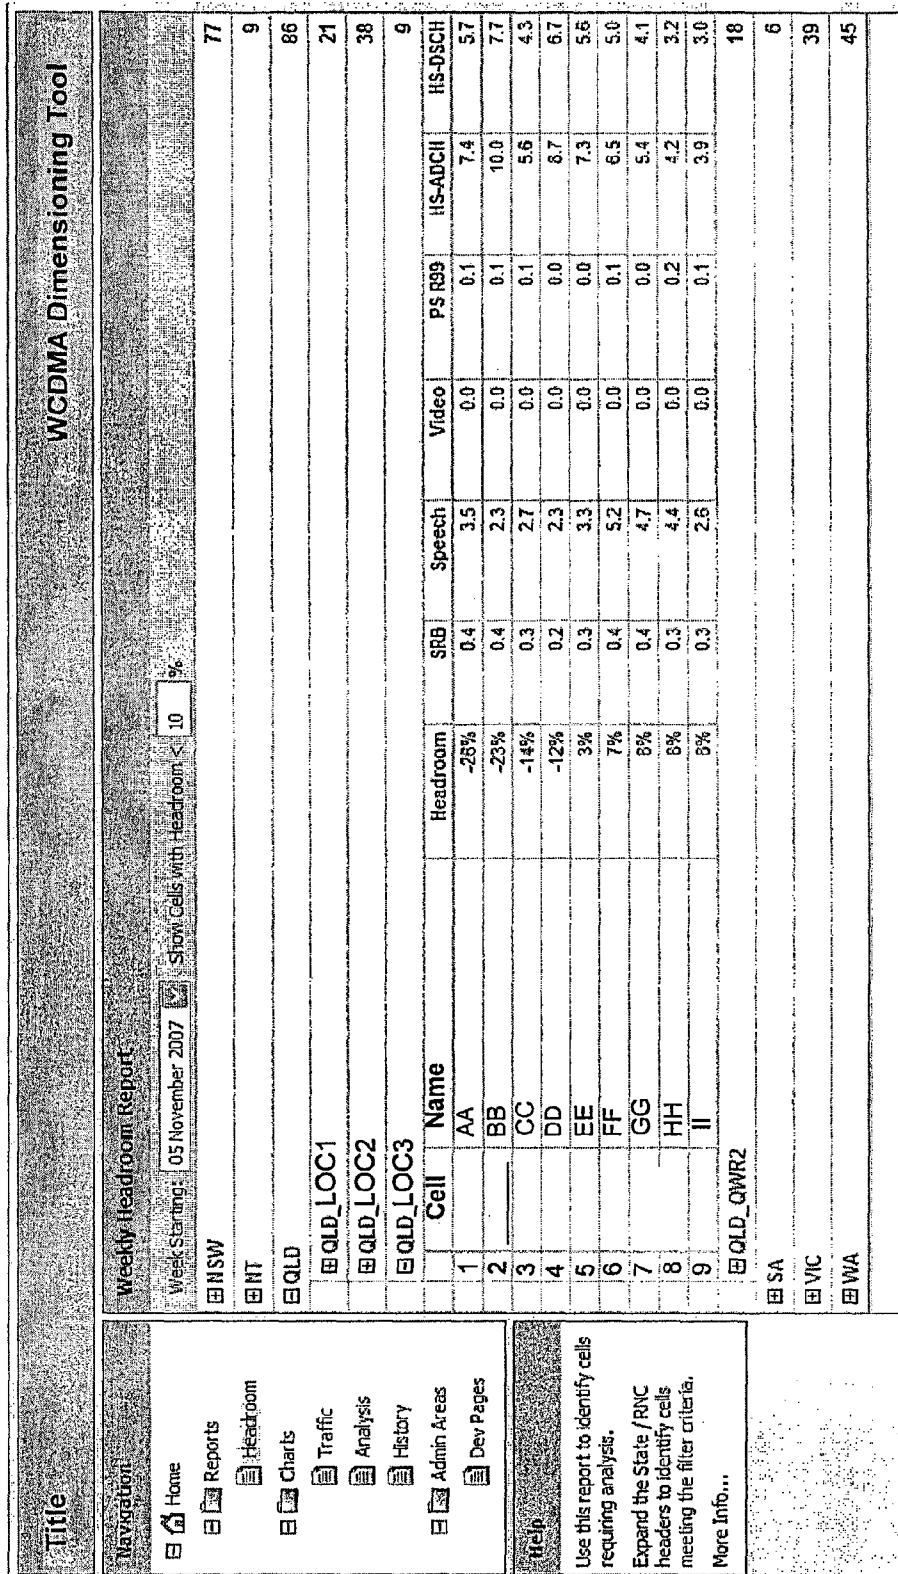 Title WCDMA Dimensioning Tool
Navigation
Home
Reports
Headroom
Charts
Traffic
Analysis
History
Admin Areas
Dev Pages
Help
Use this report to identify cells
requiring analysis.
Expand the State / RNC
headers to identify cells
meeting the filter criteria.
More Info...
Weekly Headroom Report
Week Starting: 05 November 2007 Show Cells with Headroom < 10 %
NSW 77
NT 9
QLD 86
QLD_LOC1 21
QLD_LOC2 38
QLD_LOC3 9
Cell Name Headroom SRB Speech Video PS R99 HS-ADCH HS-DSCH
1 AA -26% 0.4 3.5 0.0 0.1 7.4 5.7
2 BB -23% 0.4 2.3 0.0 0.1 10.0 7.7
3 CC -14% 0.3 2.7 0.0 0.1 5.6 4.3
4 DD -12% 0.2 2.3 0.0 0.0 8.7 6.7
5 EE 3% 0.3 3.3 0.0 0.0 7.3 5.6
6 FF 7% 0.4 5.2 0.0 0.1 6.5 5.0
7 GG 8% 0.4 4.7 0.0 0.0 5.4 4.1
8 HH 8% 0.3 4.4 0.0 0.2 4.2 3.2
9 II 8% 0.3 2.6 0.0 0.1 3.9 3.0
QLD_QWR2 18
SA 6
VIC 39
WA 45